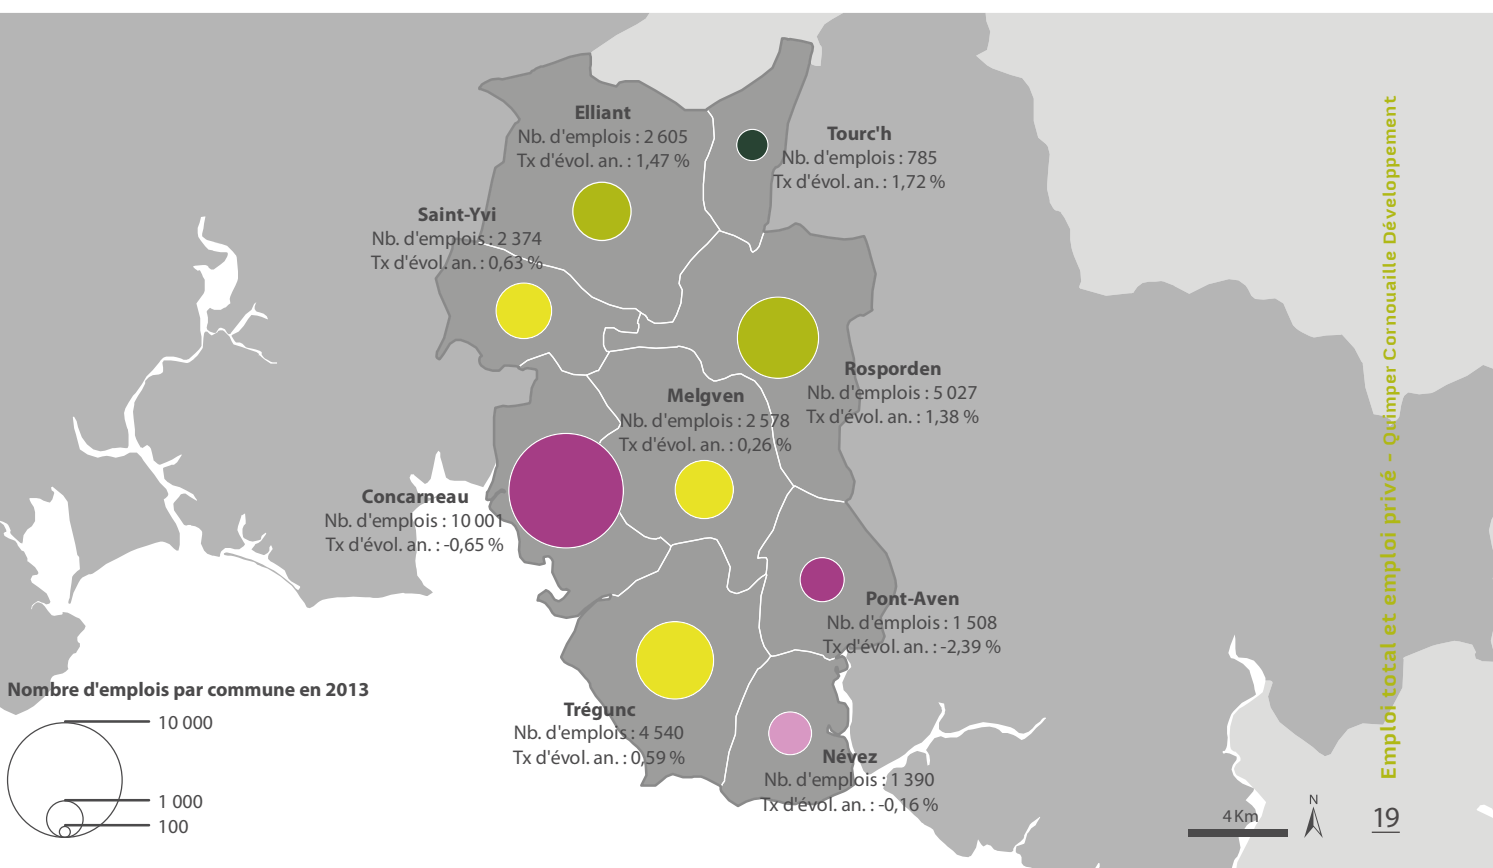 Elliant
Nb. d'emplois : 2 605
Tx d'évol. an. : 1,47 %
Tourc'h
Nb. d'emplois : 785
Tx d'évol. an. : 1,72 %
Saint-Yvi
Nb. d'emplois : 2 374
Tx d'évol. an. : 0,63 %
Rosporden
Nb. d'emplois : 5 027
Tx d'évol. an. : 1,38 %
Melgven
Nb. d'emplois : 2 578
Tx d'évol. an. : 0,26 %
Concarneau
Nb. d'emplois : 10 001
Tx d'évol. an. : -0,65 %
Pont-Aven
Nb. d'emplois : 1 508
Tx d'évol. an. : -2,39 %
Trégunc
Nb. d'emplois : 4 540
Tx d'évol. an. : 0,59 %
Névez
Nb. d'emplois : 1 390
Tx d'évol. an. : -0,16 %
Nombre d'emplois par commune en 2013
10 000
1 000
100
4 Km
N
Emploi total et emploi privé - Quimper Cornouaille Développement
19